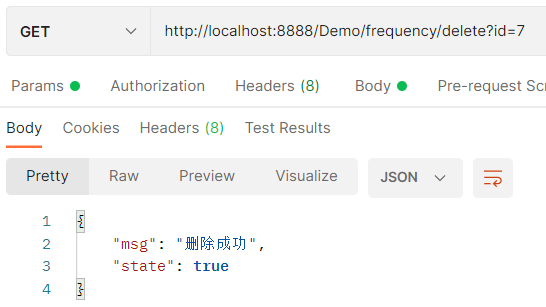 GET http://localhost:8888/Demo/frequency/delete?id=7
Params Authorization Headers (8) Body Pre-request Scr
Body Cookies Headers (8) Test Results
Pretty Raw Preview Visualize JSON
1 {
2 "msg": "删除成功",
3 "state": true
4 }